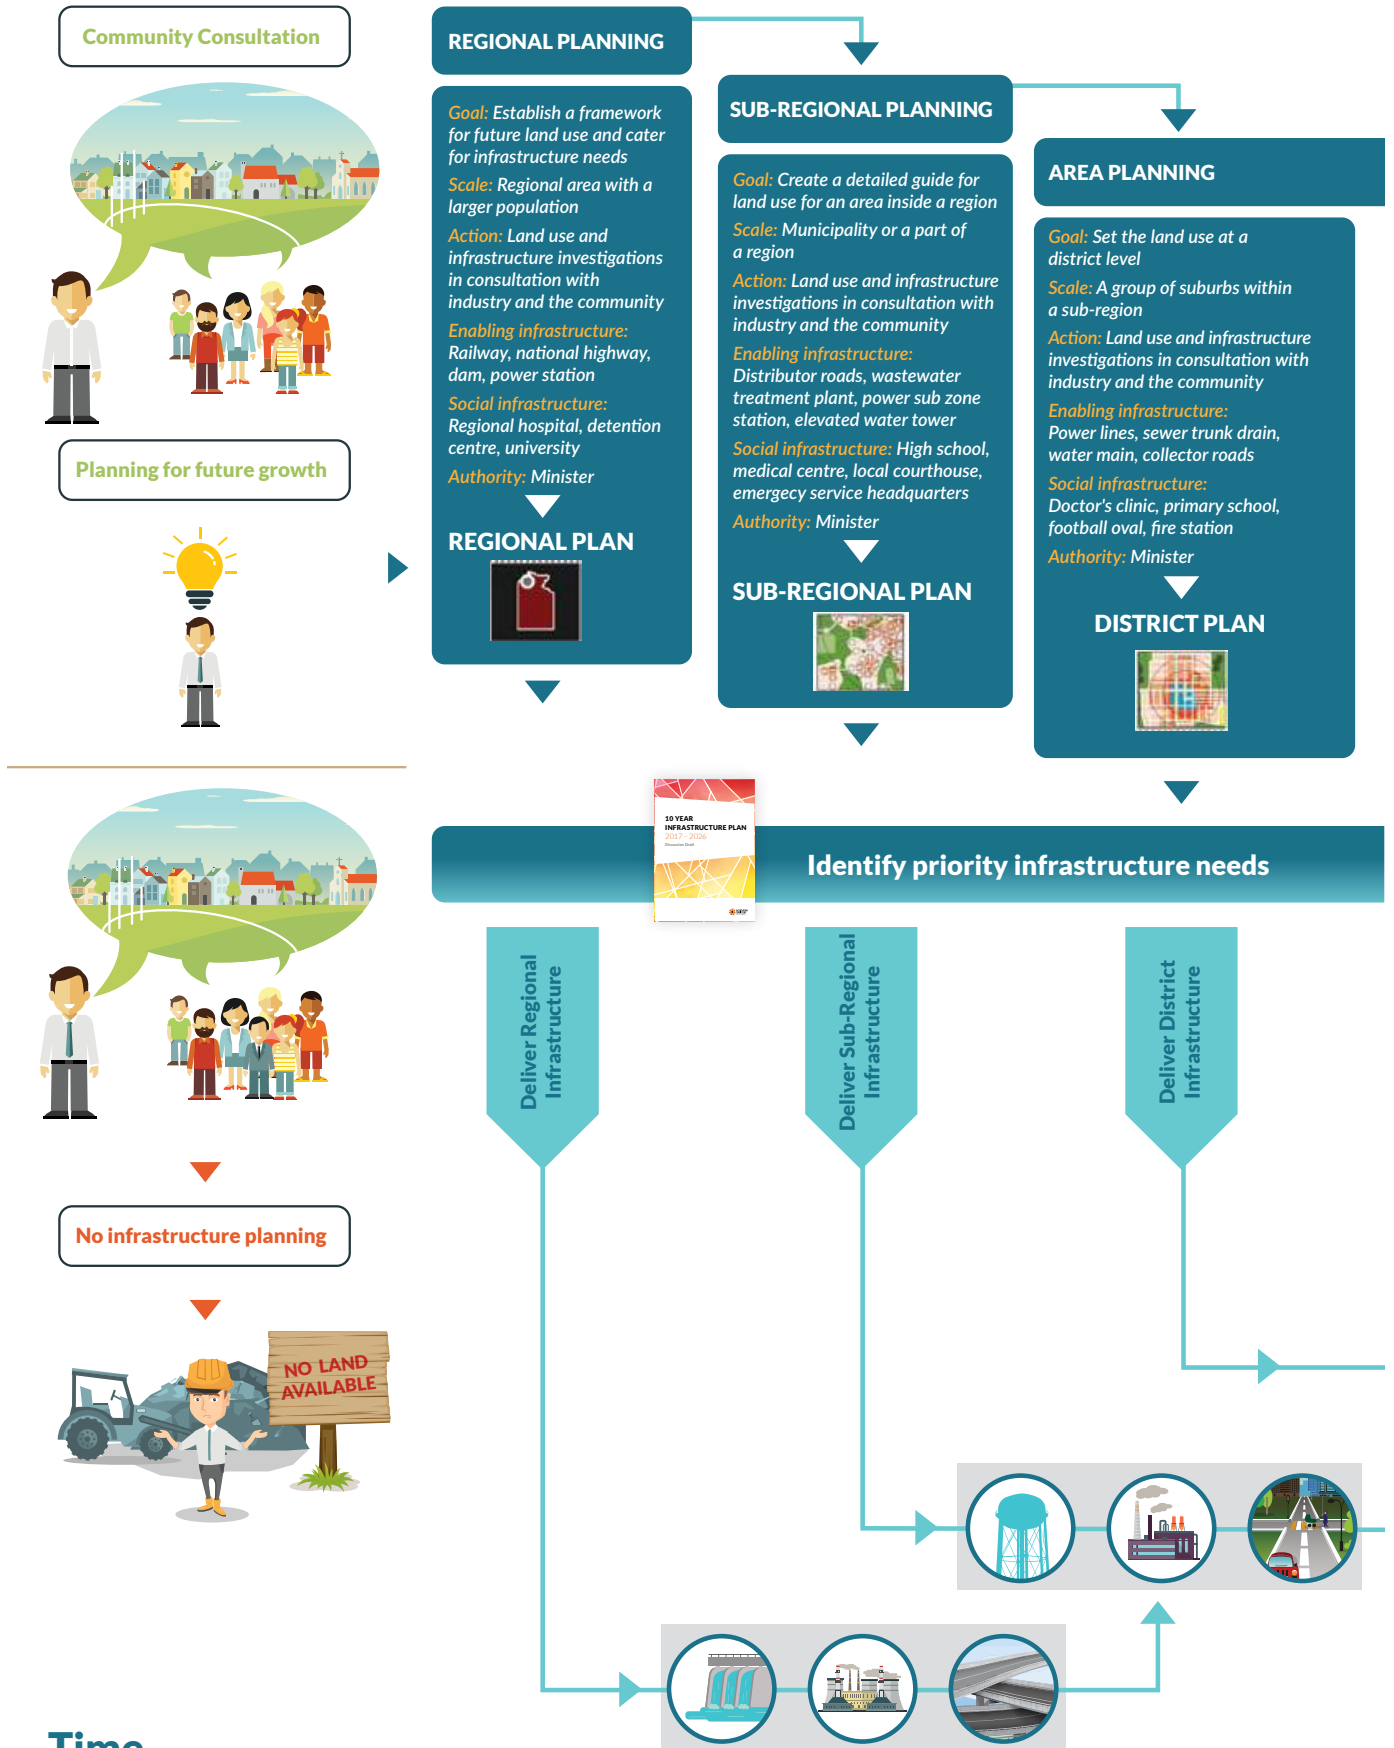 Community Consultation
Planning for future growth
No infrastructure planning
NO LAND
AVAILABLE
REGIONAL PLANNING
Goal: Establish a framework
for future land use and cater
for infrastructure needs
Scale: Regional area with a
larger population
Action: Land use and
infrastructure investigations
in consultation with
industry and the community
Enabling infrastructure:
Railway, national highway,
dam, power station
Social infrastructure:
Regional hospital, detention
centre, university
Authority: Minister
REGIONAL PLAN
SUB-REGIONAL PLANNING
Goal: Create a detailed guide for
land use for an area inside a region
Scale: Municipality or a part of
a region
Action: Land use and infrastructure
investigations in consultation with
industry and the community
Enabling infrastructure:
Distributor roads, wastewater
treatment plant, power sub zone
station, elevated water tower
Social infrastructure: High school,
medical centre, local courthouse,
emergecy service headquarters
Authority: Minister
SUB-REGIONAL PLAN
AREA PLANNING
Goal: Set the land use at a
district level
Scale: A group of suburbs within
a sub-region
Action: Land use and infrastructure
investigations in consultation with
industry and the community
Enabling infrastructure:
Power lines, sewer trunk drain,
water main, collector roads
Social infrastructure:
Doctor's clinic, primary school,
football oval, fire station
Authority: Minister
DISTRICT PLAN
10 YEAR
INFRASTRUCTURE PLAN
2017 - 2026
Discussion Draft
Identify priority infrastructure needs
Deliver Regional
Infrastructure
Deliver Sub-Regional
Infrastructure
Deliver District
Infrastructure
Time